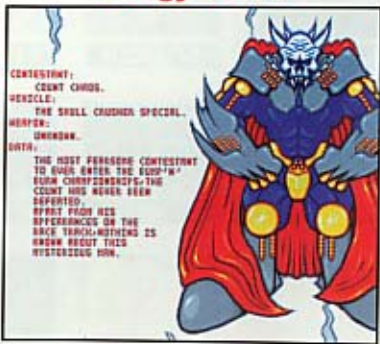 CONTESTANT:
COUNT CHAOS.
VEHICLE:
THE SKULL CRUSHER SPECIAL.
WEAPON:
UNKNOWN.
DATA:
THE MOST FEARSOME CONTESTANT
TO EVER ENTER THE BUMP'N'
BURN CHAMPIONSHIPS,THE
COUNT HAS NEVER BEEN
DEFEATED.
APART FROM HIS
APPEARANCES ON THE
RACE TRACK,NOTHING IS
KNOWN ABOUT THIS
MYSTERIOUS MAN.